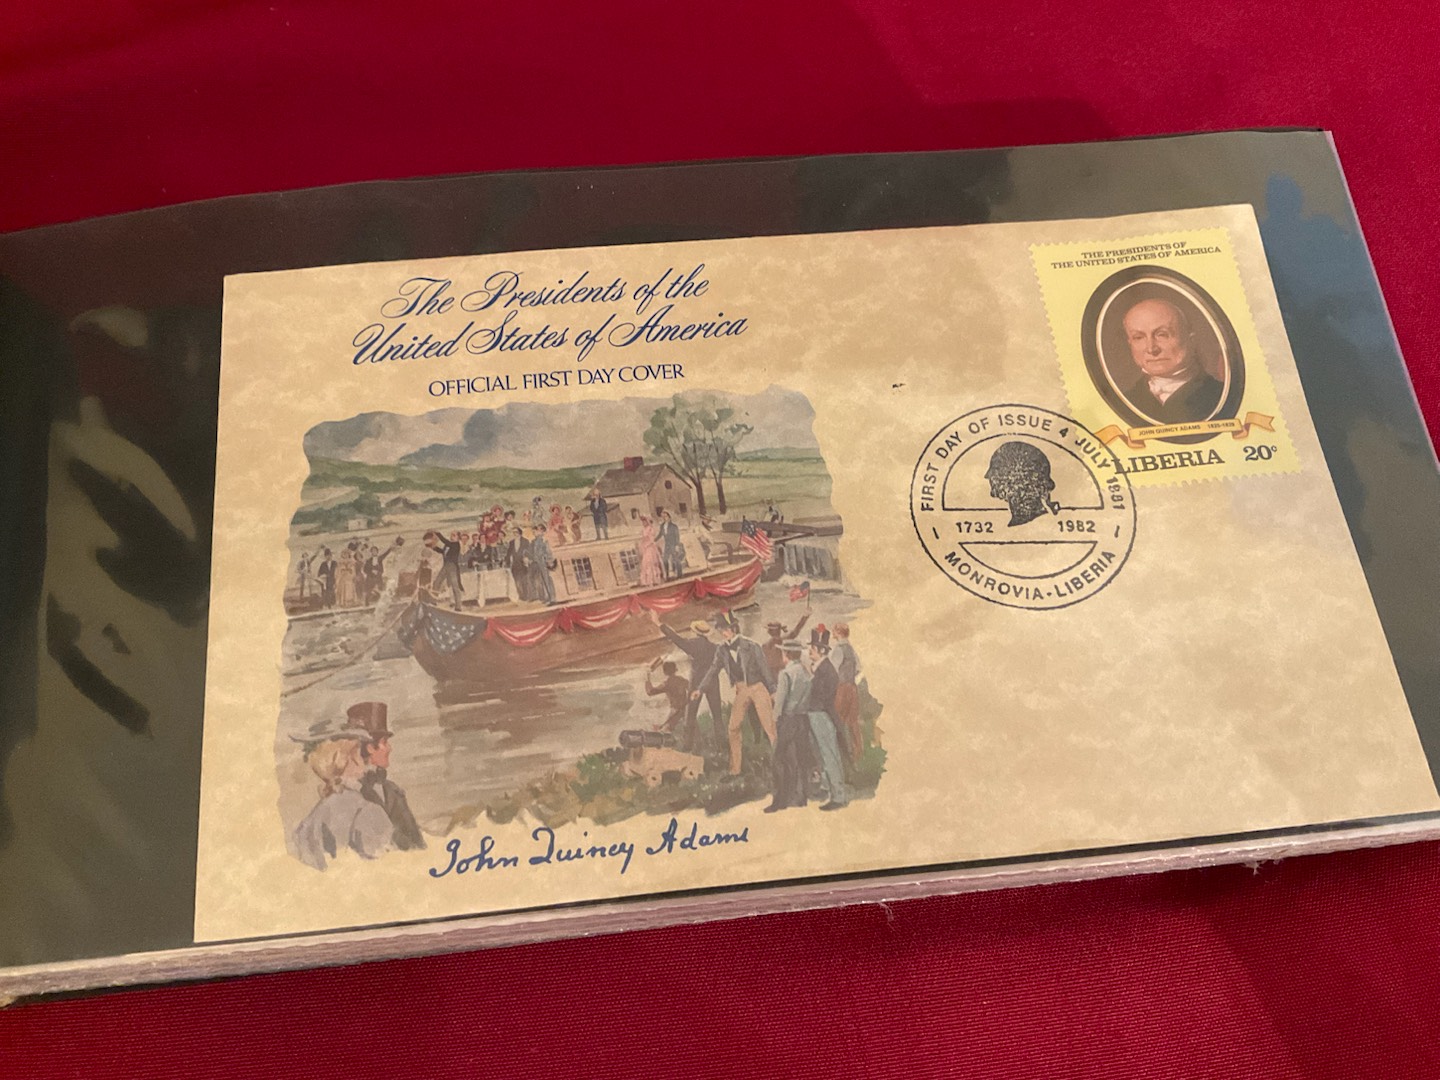 The Presidents of the
United States of America
OFFICIAL FIRST DAY COVER
THE PRESIDENTS OF
THE UNITED STATES OF AMERICA
JOHN QUINCY ADAMS 1825-1829
LIBERIA 20c
FIRST DAY OF ISSUE 4 JULY 1981
1732 1982
MONROVIA-LIBERIA
John Quincy Adams